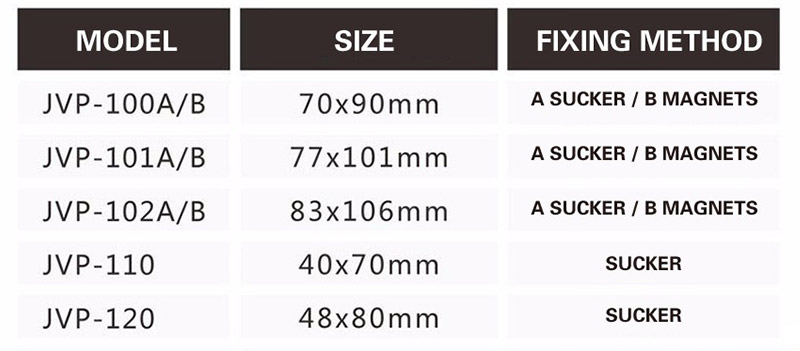 MODEL SIZE FIXING METHOD
JVP-100A/B 70x90mm A SUCKER / B MAGNETS
JVP-101A/B 77x101mm A SUCKER / B MAGNETS
JVP-102A/B 83x106mm A SUCKER / B MAGNETS
JVP-110 40x70mm SUCKER
JVP-120 48x80mm SUCKER